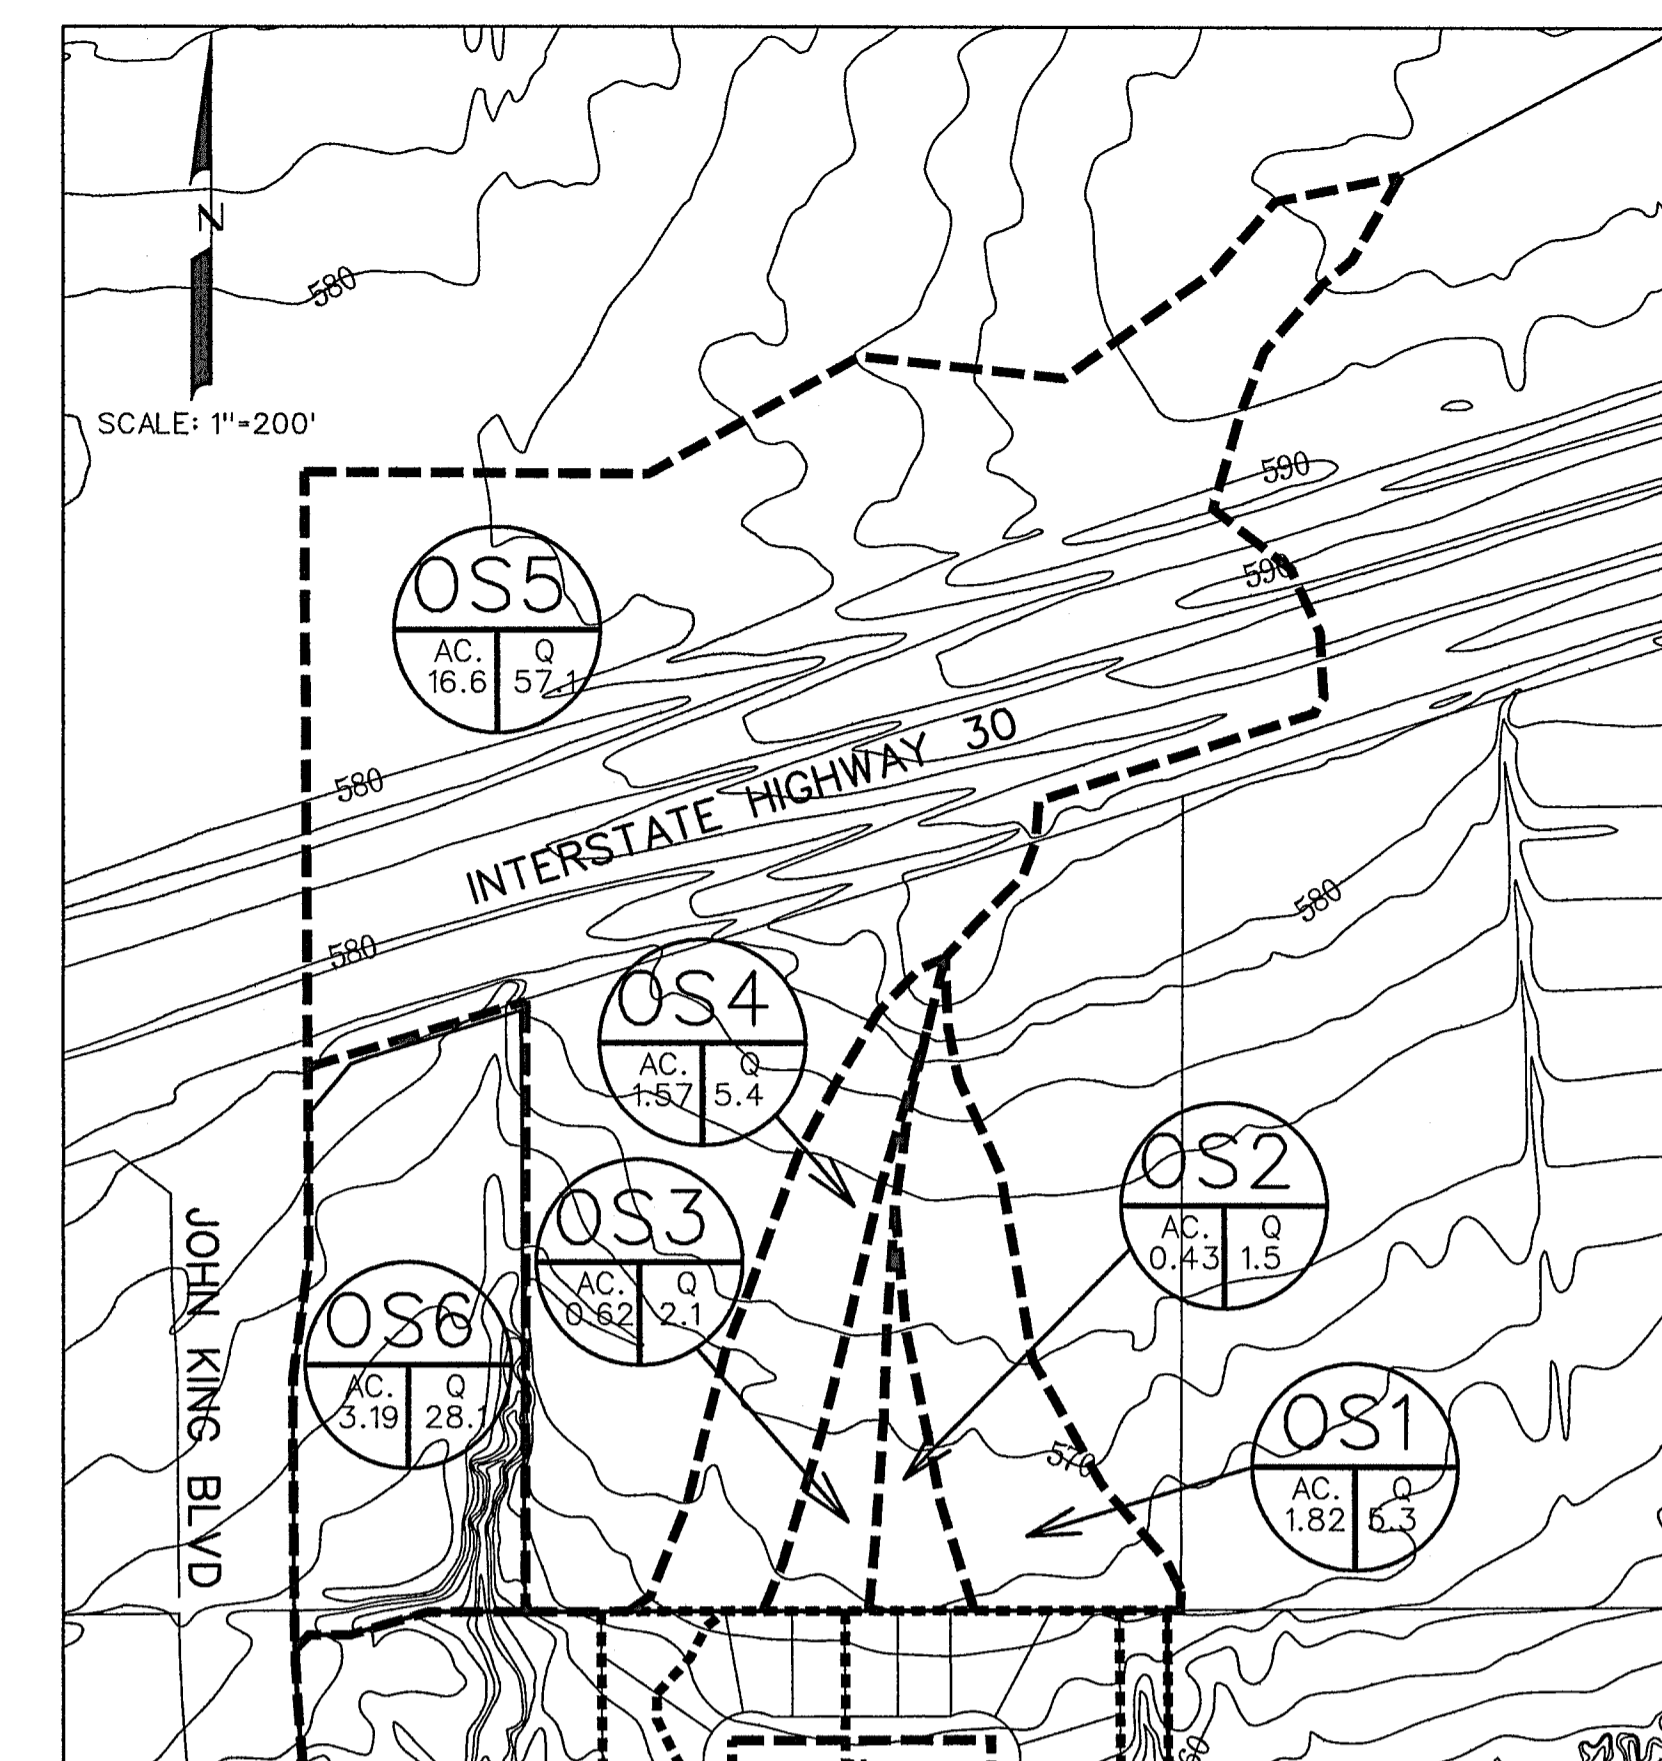 N
SCALE: 1"=200'
580
590
590
OS5
AC. Q
16.6 57.1
580
INTERSTATE HIGHWAY 30
580
580
OS4
AC. Q
1.57 5.4
OS3
AC. Q
0.62 2.1
OS2
AC. Q
0.43 1.5
OS6
AC. Q
3.19 28.1
JOHN KING BLVD
570
OS1
AC. Q
1.82 6.3